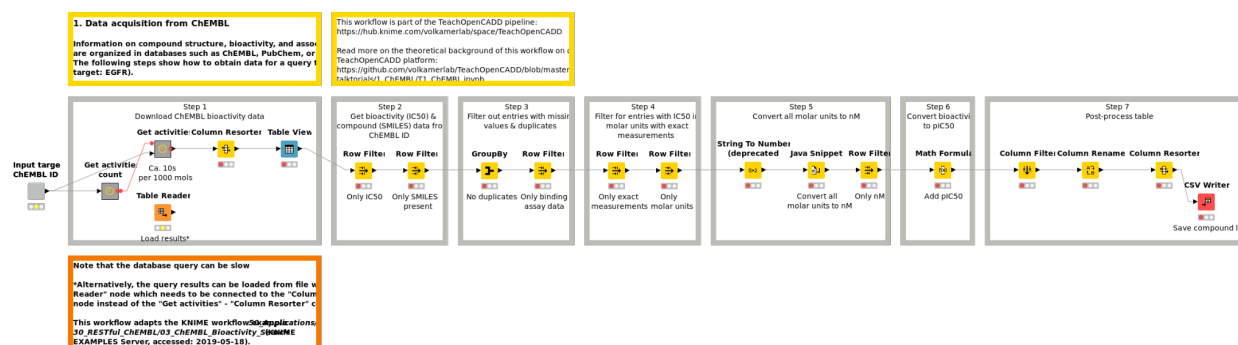 1. Data acquisition from ChEMBL
Information on compound structure, bioactivity, and asso
are organized in databases such as ChEMBL, PubChem, or
The following steps show how to obtain data for a query t
target: EGFR).
This workflow is part of the TeachOpenCADD pipeline:
https://hub.knime.com/volkamerlab/space/TeachOpenCADD
Read more on the theoretical background of this workflow on o
TeachOpenCADD platform:
https://github.com/volkamerlab/TeachOpenCADD/blob/master
talktorials/1_ChEMBL/T1_ChEMBL.ipynb
Input targe
ChEMBL ID
Step 1
Download ChEMBL bioactivity data
Get activitie
count
Get activitie
Ca. 10s
per 1000 mols
Column Resorter
Table View
Table Reader
Load results*
Step 2
Get bioactivity (IC50) &
compound (SMILES) data fro
ChEMBL ID
Row Filter
Only IC50
Row Filter
Only SMILES
present
Step 3
Filter out entries with missin
values & duplicates
GroupBy
No duplicates
Row Filter
Only binding
assay data
Step 4
Filter for entries with IC50 i
molar units with exact
measurements
Row Filter
Only exact
measurements
Row Filter
Only
molar units
Step 5
Convert all molar units to nM
String To Number
(deprecated
Java Snippet
Convert all
molar units to nM
Row Filter
Only nM
Step 6
Convert bioactivi
to pIC50
Math Formula
Add pIC50
Step 7
Post-process table
Column Filter
Column Rename
Column Resorter
CSV Writer
Save compound l
Note that the database query can be slow
*Alternatively, the query results can be loaded from file w
Reader" node which needs to be connected to the "Colum
node instead of the "Get activities" - "Column Resorter" c
This workflow adapts the KNIME workflow
30_RESTful_ChEMBL/03_ChEMBL_Bioactivity_
EXAMPLES Server, accessed: 2019-05-18).